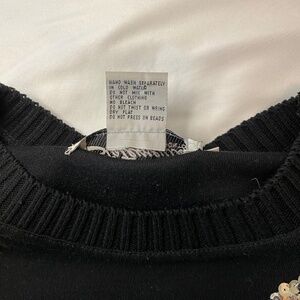 HAND WASH SEPARATELY
IN COLD WATER
DO NOT MIX WITH
OTHER CLOTHING
NO BLEACH
DO NOT TWIST OR WRING
DRY FLAT
DO NOT PRESS ON BEADS